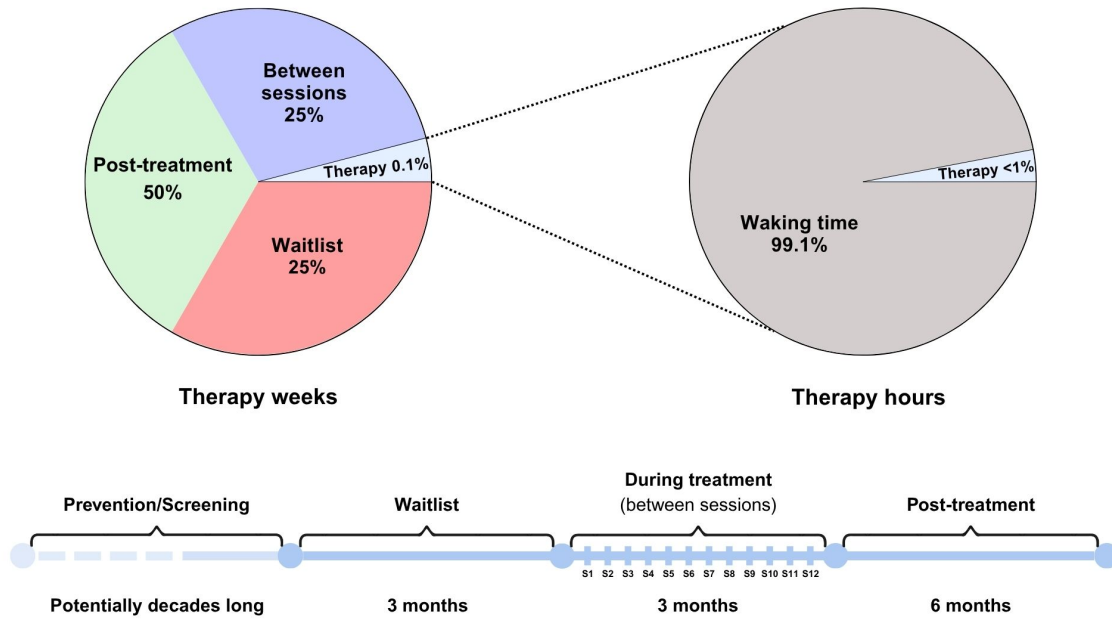 Between
sessions
25%
Therapy 0.1%
Post-treatment
50%
Waitlist
25%
Therapy <1%
Waking time
99.1%
Therapy weeks
Therapy hours
Prevention/Screening
Waitlist
During treatment
(between sessions)
Post-treatment
S1 S2 S3 S4 S5 S6 S7 S8 S9 S10 S11 S12
Potentially decades long
3 months
3 months
6 months